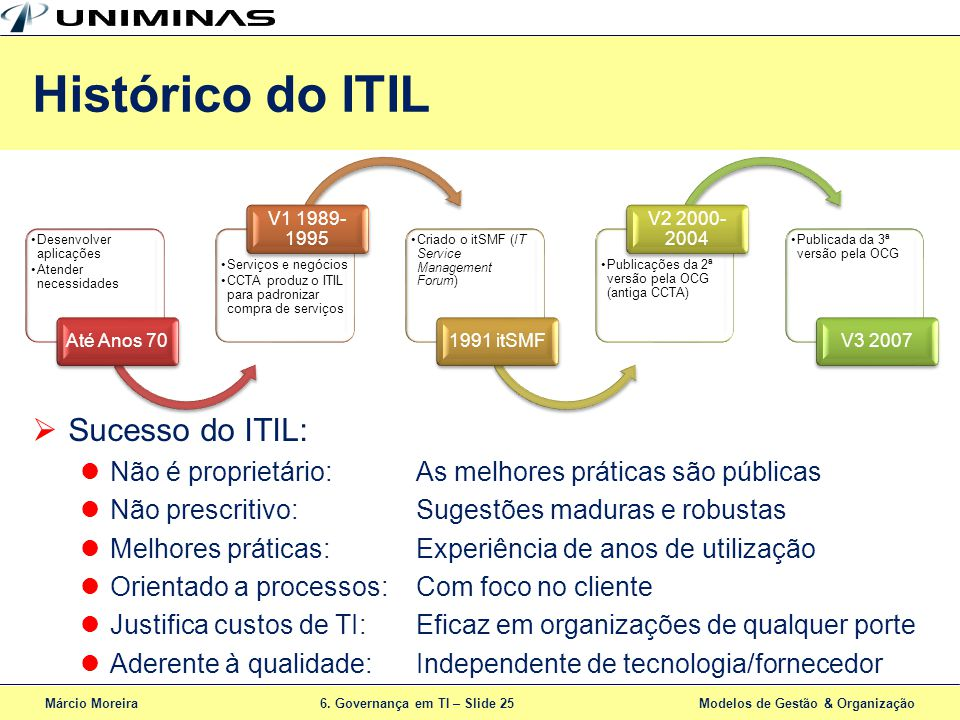 UNIMINAS
Histórico do ITIL
•Desenvolver
aplicações
•Atender
necessidades
Até Anos 70
V1 1989-
1995
•Serviços e negócios
•CCTA produz o ITIL
para padronizar
compra de serviços
•Criado o itSMF (IT
Service
Management
Forum)
1991 itSMF
V2 2000-
2004
•Publicações da 2ª
versão pela OCG
(antiga CCTA)
•Publicada da 3ª
versão pela OCG
V3 2007
Sucesso do ITIL:
Não é proprietário: As melhores práticas são públicas
Não prescritivo: Sugestões maduras e robustas
Melhores práticas: Experiência de anos de utilização
Orientado a processos: Com foco no cliente
Justifica custos de TI: Eficaz em organizações de qualquer porte
Aderente à qualidade: Independente de tecnologia/fornecedor
Márcio Moreira 6. Governança em TI – Slide 25 Modelos de Gestão & Organização